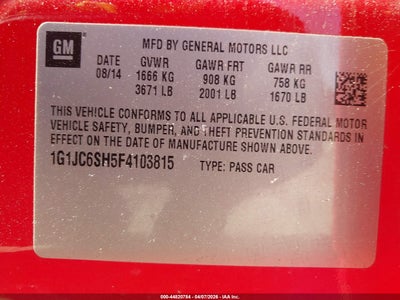 GM
MFD BY GENERAL MOTORS LLC
DATE GVWR GAWR FRT GAWR RR
08/14 1666 KG 908 KG 758 KG
3671 LB 2001 LB 1670 LB
THIS VEHICLE CONFORMS TO ALL APPLICABLE U.S. FEDERAL MOTOR
VEHICLE SAFETY, BUMPER, AND THEFT PREVENTION STANDARDS IN
EFFECT ON THE DATE OF MANUFACTURE SHOWN ABOVE.
1G1JC6SH5F4103815 TYPE: PASS CAR
000-44820784 - 04/07/2026 - IAA Inc.